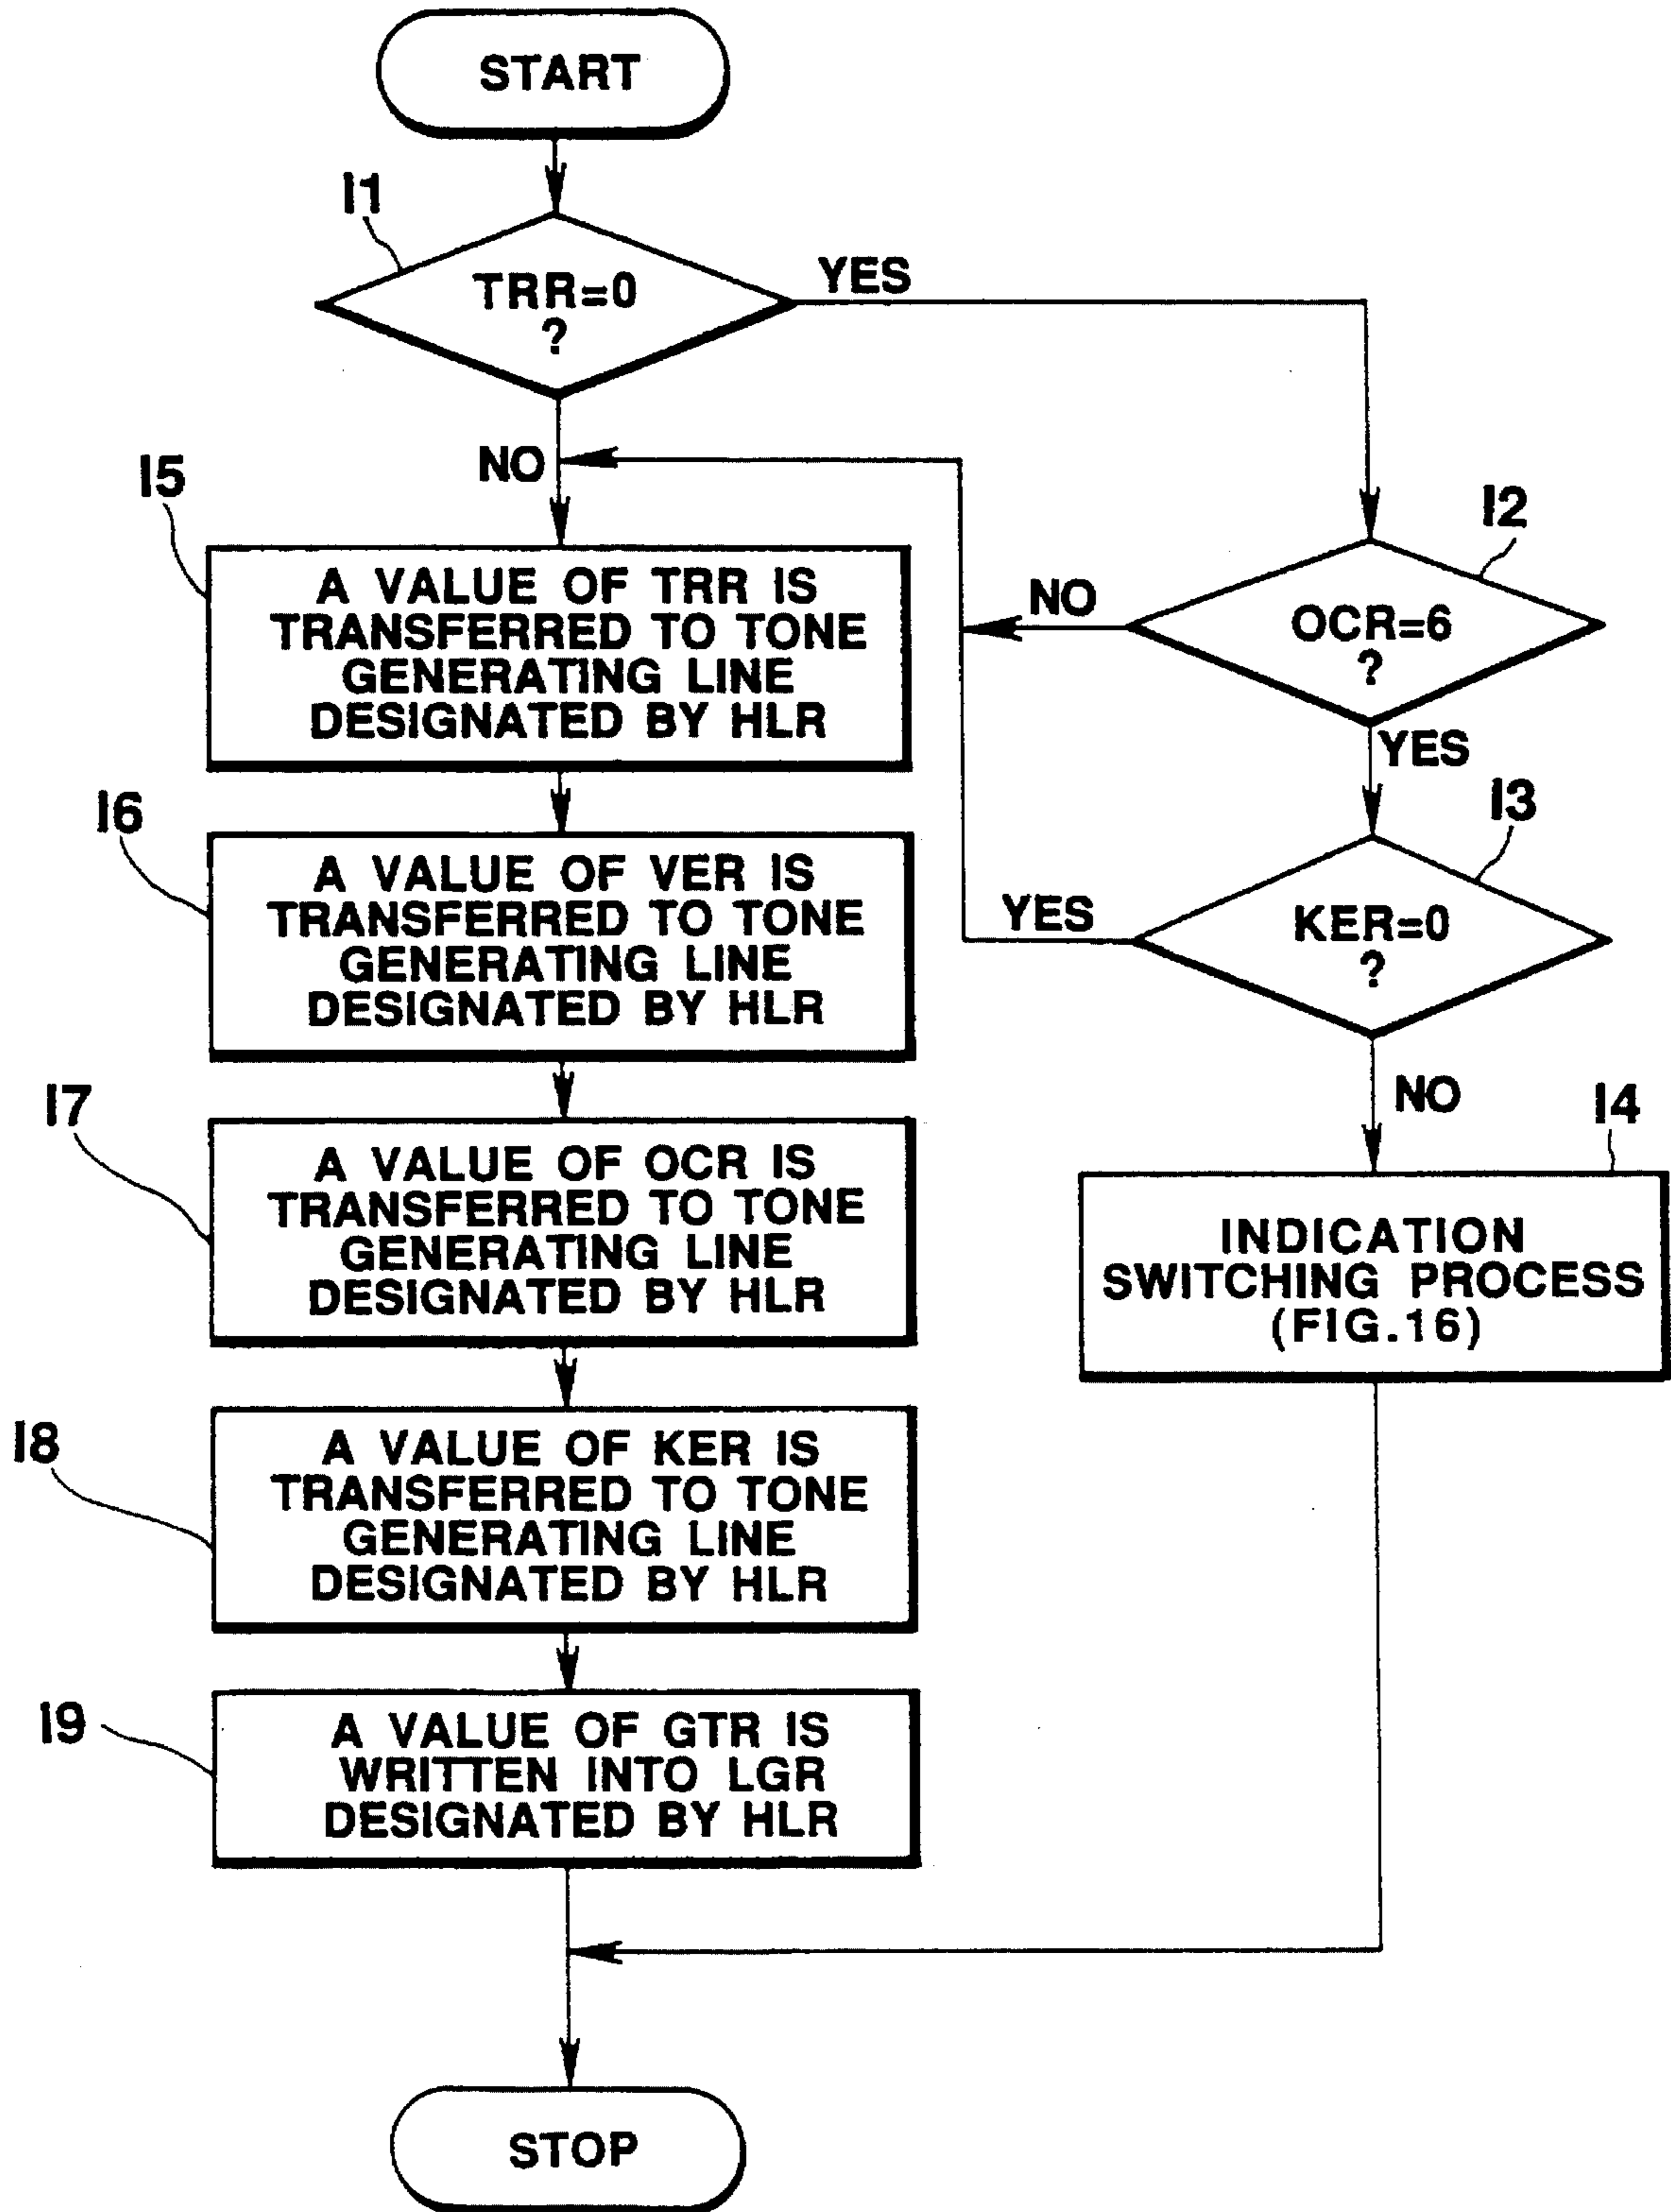 START
I1
TRR=0
?
YES
NO
I5
A VALUE OF TRR IS
TRANSFERRED TO TONE
GENERATING LINE
DESIGNATED BY HLR
I2
NO
OCR=6
?
YES
I6
A VALUE OF VER IS
TRANSFERRED TO TONE
GENERATING LINE
DESIGNATED BY HLR
I3
YES
KER=0
?
NO
I7
A VALUE OF OCR IS
TRANSFERRED TO TONE
GENERATING LINE
DESIGNATED BY HLR
I4
INDICATION
SWITCHING PROCESS
(FIG.16)
I8
A VALUE OF KER IS
TRANSFERRED TO TONE
GENERATING LINE
DESIGNATED BY HLR
I9
A VALUE OF GTR IS
WRITTEN INTO LGR
DESIGNATED BY HLR
STOP